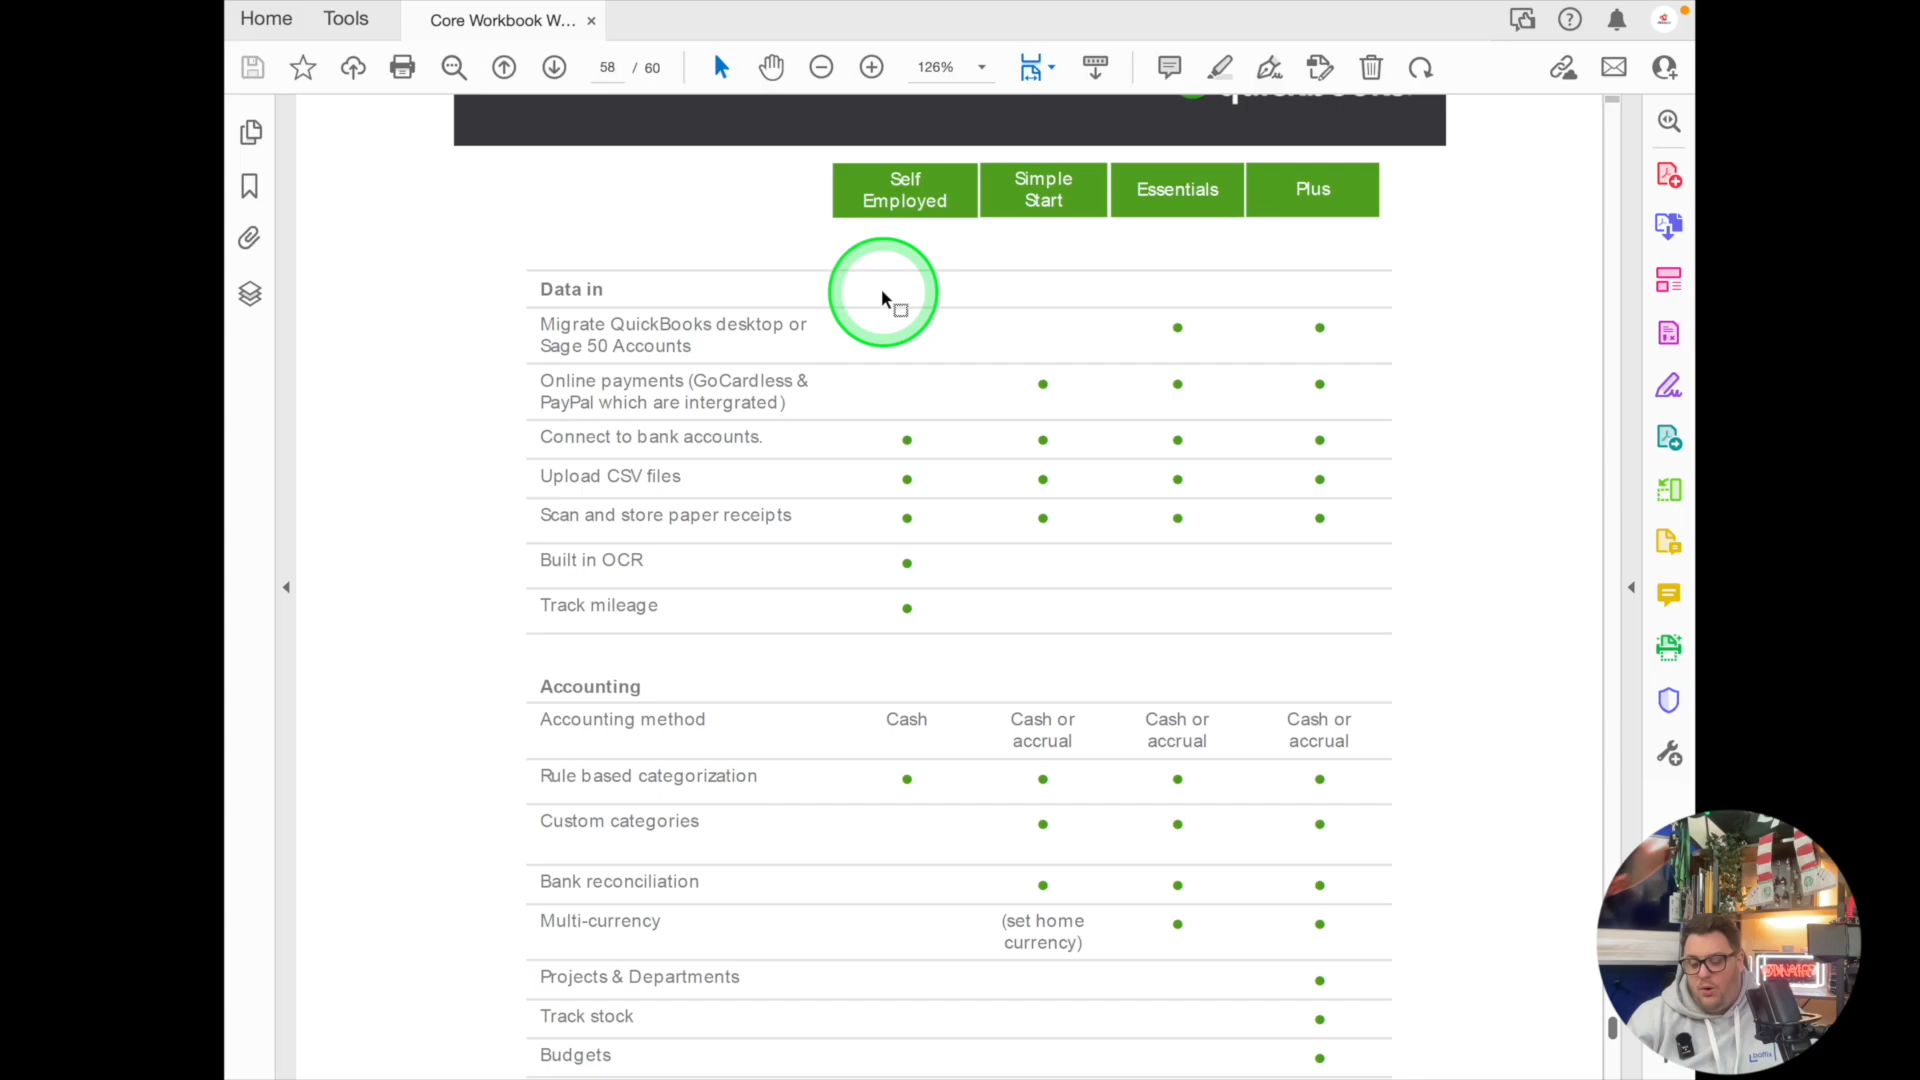 Home Tools Core Workbook W... ×
58 / 60 126%
quickbooks.
Self
Employed
Simple
Start
Essentials
Plus
Data in
Migrate QuickBooks desktop or
Sage 50 Accounts
Online payments (GoCardless &
PayPal which are intergrated)
Connect to bank accounts.
Upload CSV files
Scan and store paper receipts
Built in OCR
Track mileage
Accounting
Accounting method
Cash
Cash or
accrual
Cash or
accrual
Cash or
accrual
Rule based categorization
Custom categories
Bank reconciliation
Multi-currency
(set home
currency)
Projects & Departments
Track stock
Budgets
ON AIR